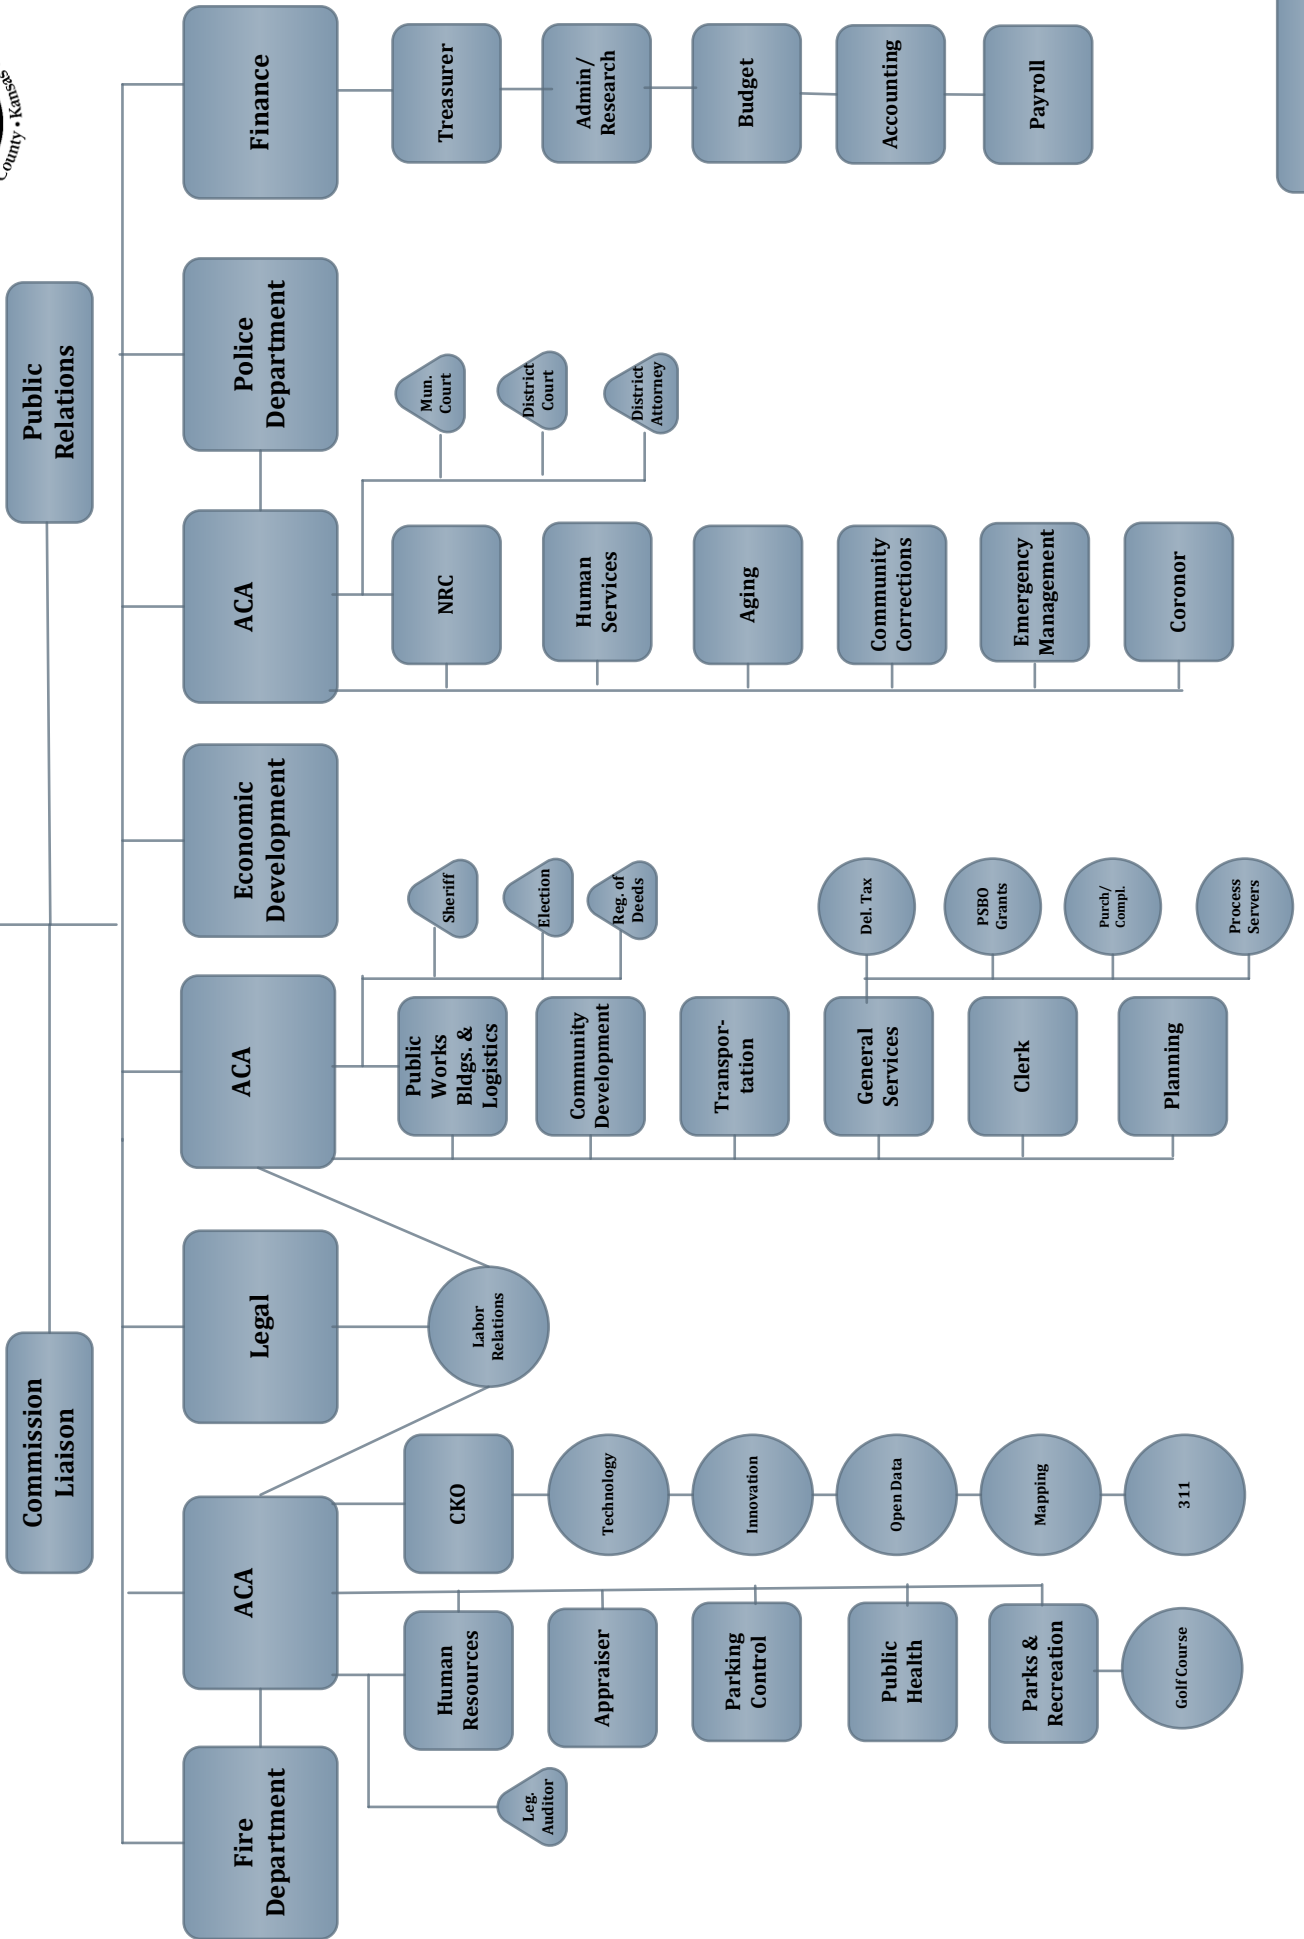 County • Kansas
Commission
Liaison
Public
Relations
Fire
Department
ACA
Legal
ACA
Economic
Development
ACA
Police
Department
Finance
Leg.
Auditor
Human
Resources
Appraiser
Parking
Control
Public
Health
Parks &
Recreation
Golf Course
CKO
Technology
Innovation
Open Data
Mapping
311
Labor
Relations
Public
Works
Bldgs. &
Logistics
Community
Development
Transpor-
tation
General
Services
Clerk
Planning
Sheriff
Election
Reg. of
Deeds
Del. Tax
PSBO
Grants
Purch/
Compl.
Process
Servers
NRC
Human
Services
Aging
Community
Corrections
Emergency
Management
Coronor
Mun.
Court
District
Court
District
Attorney
Treasurer
Admin/
Research
Budget
Accounting
Payroll